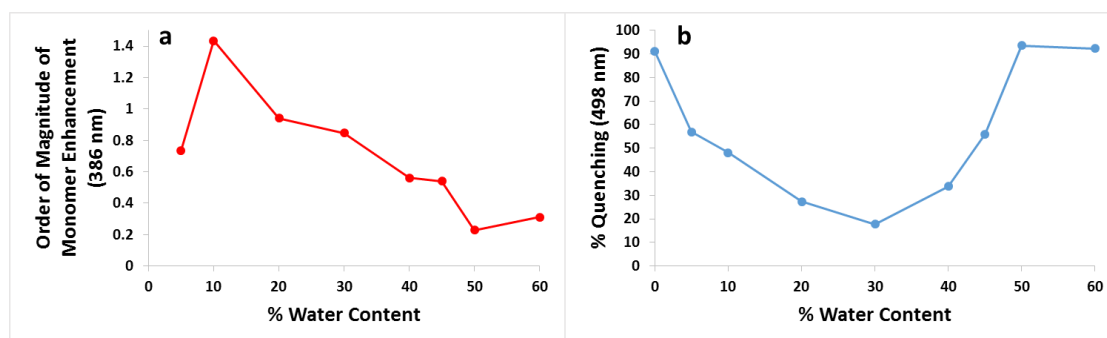 a
Order of Magnitude of
Monomer Enhancement
(386 nm)
1.4
1.2
1
0.8
0.6
0.4
0.2
0
0 10 20 30 40 50 60
% Water Content
b
% Quenching (498 nm)
100
90
80
70
60
50
40
30
20
10
0
0 10 20 30 40 50 60
% Water Content